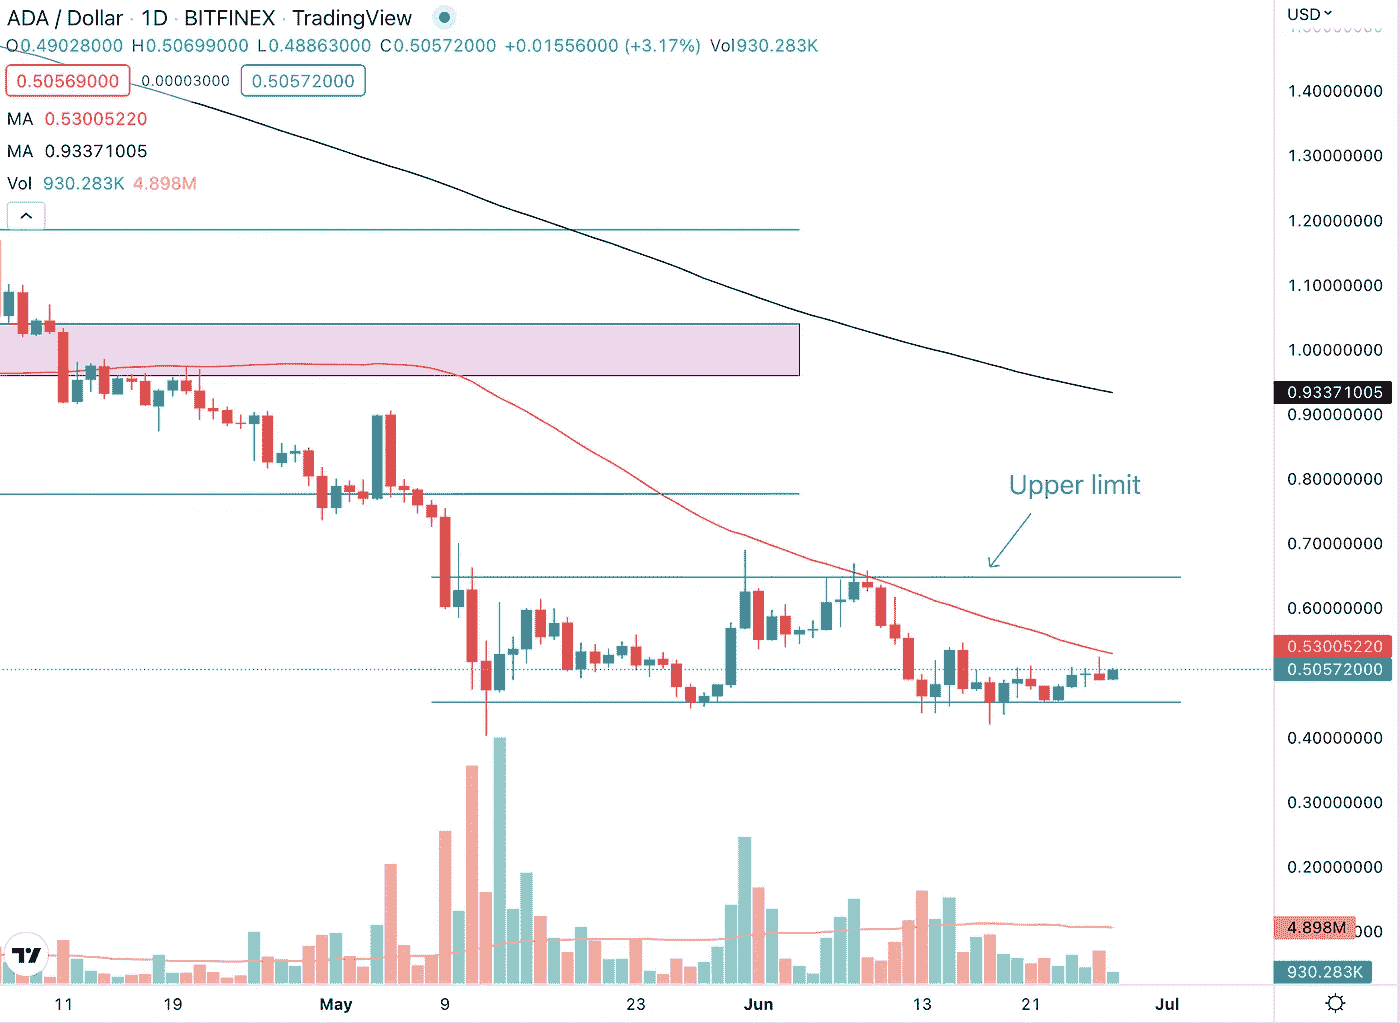 ADA / Dollar · 1D · BITFINEX · TradingView
O0.49028000 H0.50699000 L0.48863000 C0.50572000 +0.01556000 (+3.17%) Vol930.283K
0.50569000 0.00003000 0.50572000
MA 0.53005220
MA 0.93371005
Vol 930.283K 4.898M
USD
1.40000000
1.30000000
1.20000000
1.10000000
1.00000000
0.93371005
0.90000000
Upper limit
0.80000000
0.70000000
0.60000000
0.53005220
0.50572000
0.40000000
0.30000000
0.20000000
4.898M
930.283K
11 19 May 9 23 Jun 13 21 Jul